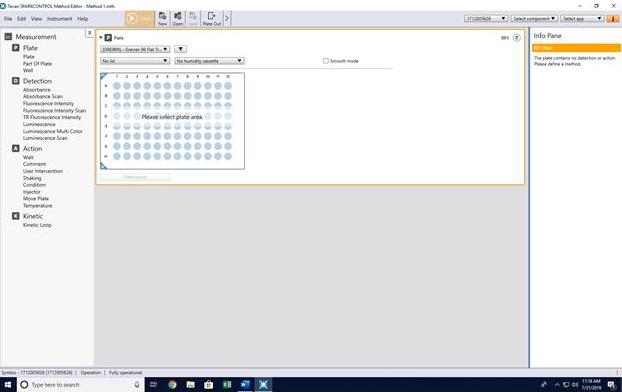 Tecan SPARKCONTROL Method Editor - Method 1.mth:
File Edit View Instrument Help
Start
New
Open
Save
Plate Out
1712005628
Select component
Select app
Measurement
P Plate
Plate
Part Of Plate
Well
D Detection
Absorbance
Absorbance Scan
Fluorescence Intensity
Fluorescence Intensity Scan
TR Fluorescence Intensity
Luminescence
Luminescence Multi Color
Luminescence Scan
A Action
Wait
Comment
User Intervention
Shaking
Condition
Injector
Move Plate
Temperature
K Kinetic
Kinetic Loop
P Plate
001
[GRE96ft] - Greiner 96 Flat Tr...
No lid
No humidity cassette
Smooth mode
1 2 3 4 5 6 7 8 9 10 11 12
A
B
C
D
E
F
G
H
Please select plate area.
Info Pane
001 Plate
The plate contains no detection or action.
Please define a method.
Symbio - 1712005628 [1712005628] Operation Fully operational
Type here to search
11:18 AM
7/31/2019